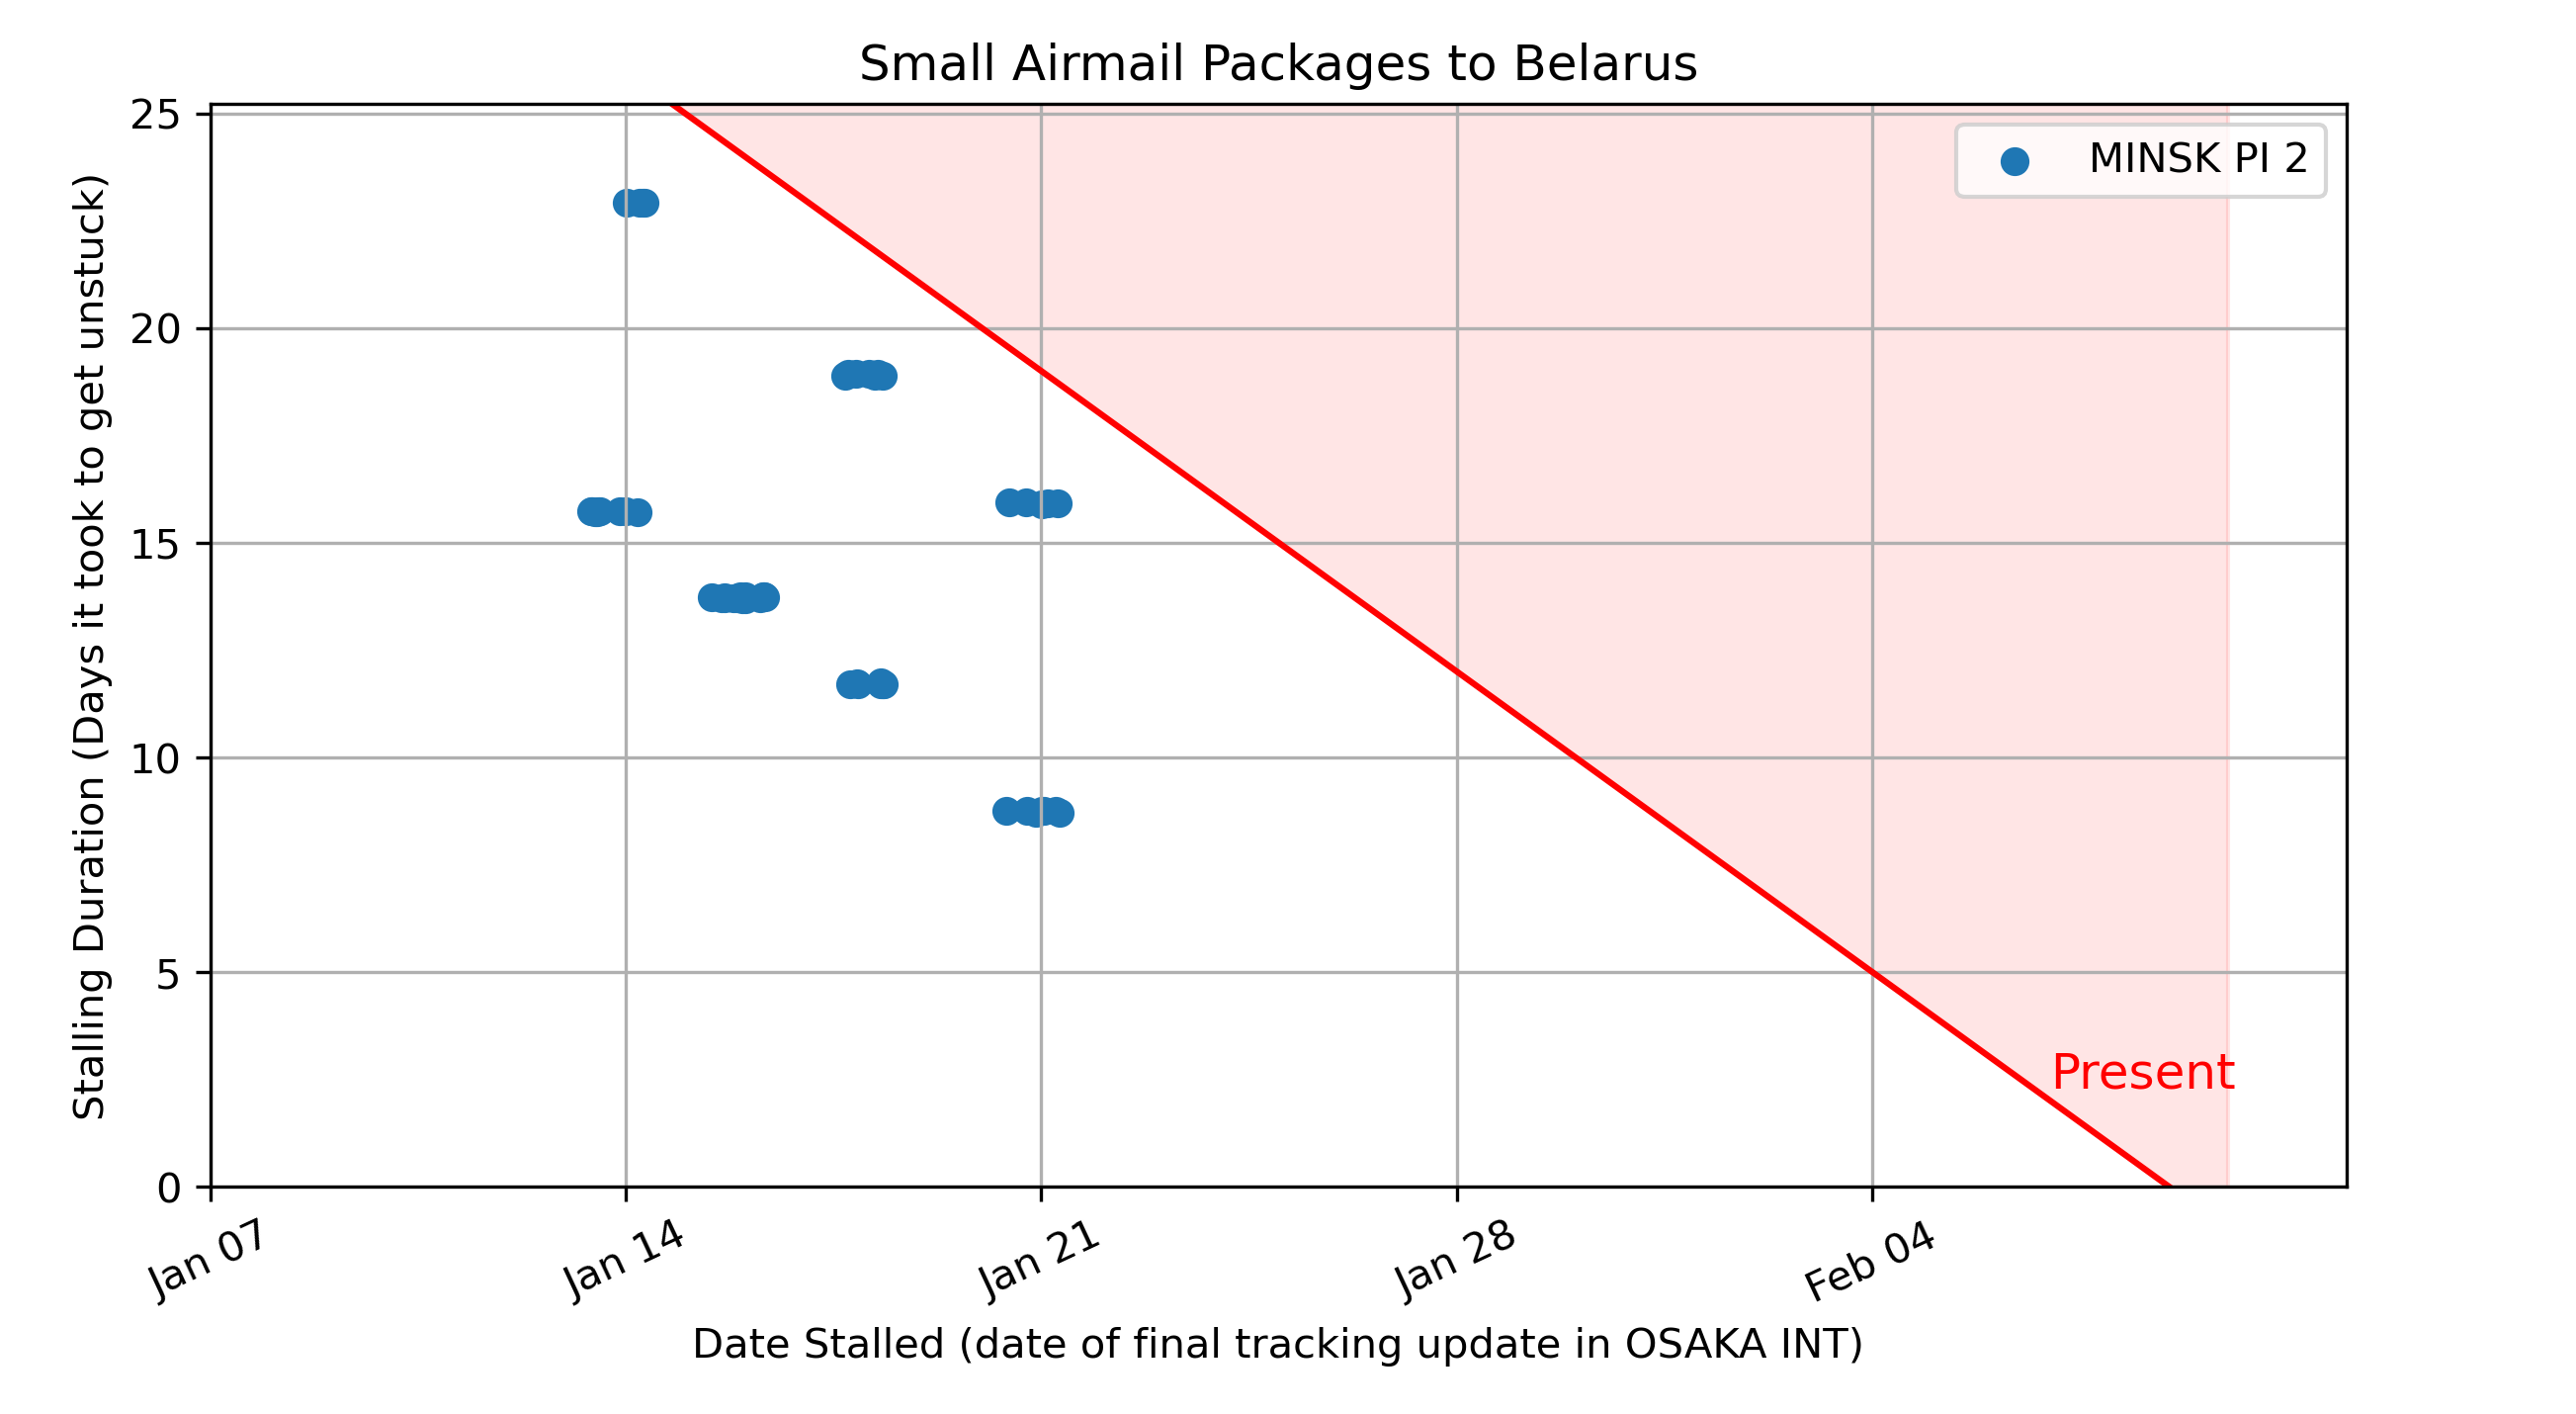 Small Airmail Packages to Belarus
MINSK PI 2
Stalling Duration (Days it took to get unstuck)
25
20
15
10
5
0
Present
Jan 07
Jan 14
Jan 21
Jan 28
Feb 04
Date Stalled (date of final tracking update in OSAKA INT)